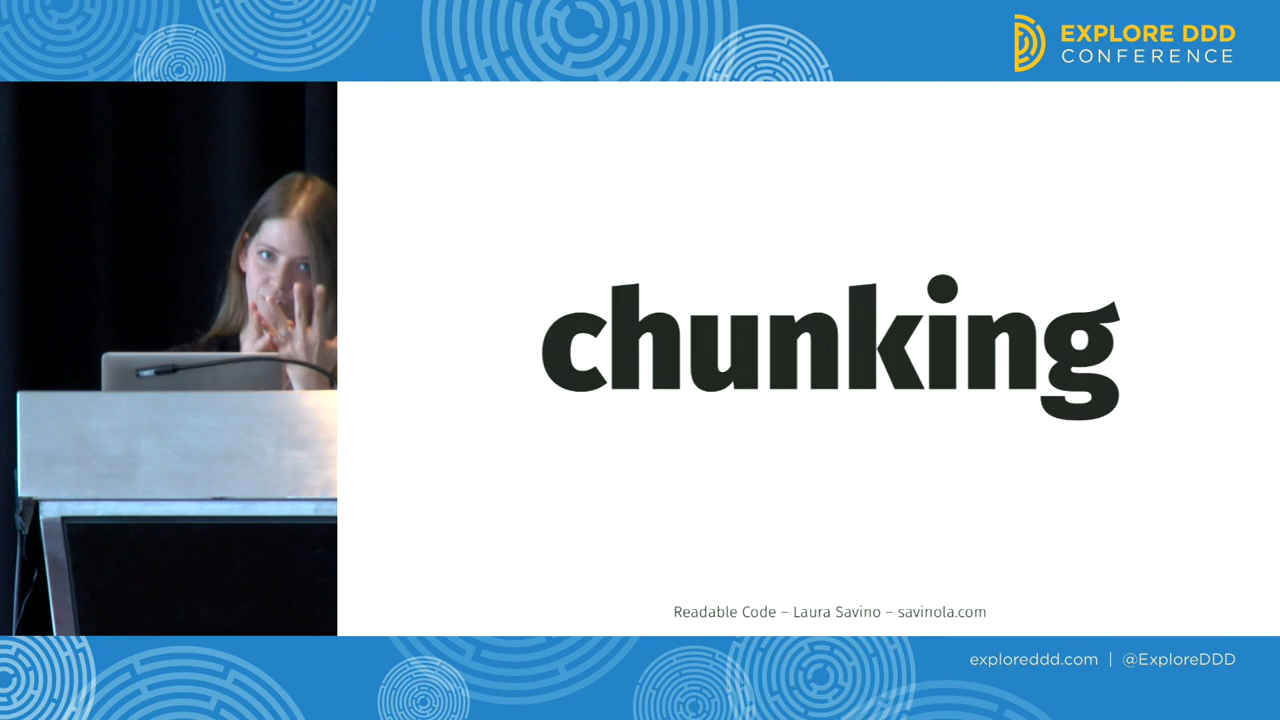 EXPLORE DDD
CONFERENCE
chunking
Readable Code – Laura Savino – savinola.com
exploreddd.com | @ExploreDDD